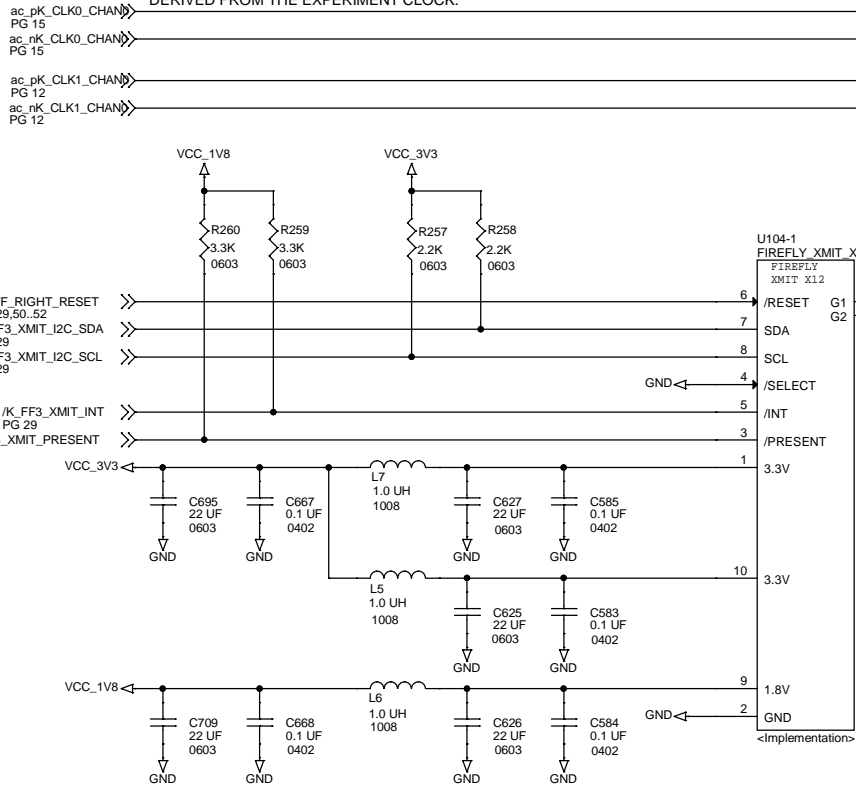 DERIVED FROM THE EXPERIMENT CLOCK.
ac_pK_CLK0_CHAN0
PG 15
ac_nK_CLK0_CHAN0
PG 15
ac_pK_CLK1_CHAN0
PG 12
ac_nK_CLK1_CHAN0
PG 12
VCC_1V8
VCC_3V3
R260
3.3K
0603
R259
3.3K
0603
R257
2.2K
0603
R258
2.2K
0603
U104-1
FIREFLY_XMIT_X
FIREFLY
XMIT X12
F_RIGHT_RESET
29,50..52
F3_XMIT_I2C_SDA
29
F3_XMIT_I2C_SCL
29
/K_FF3_XMIT_INT
PG 29
_XMIT_PRESENT
6 /RESET G1
G2
7 SDA
8 SCL
GND 4 /SELECT
5 /INT
3 /PRESENT
1 3.3V
10 3.3V
9 1.8V
GND 2 GND
<Implementation>
VCC_3V3
L7
1.0 UH
1008
C695
22 UF
0603
GND
C667
0.1 UF
0402
GND
C627
22 UF
0603
GND
C585
0.1 UF
0402
GND
L5
1.0 UH
1008
C625
22 UF
0603
GND
C583
0.1 UF
0402
GND
VCC_1V8
L6
1.0 UH
1008
C709
22 UF
0603
GND
C668
0.1 UF
0402
GND
C626
22 UF
0603
GND
C584
0.1 UF
0402
GND